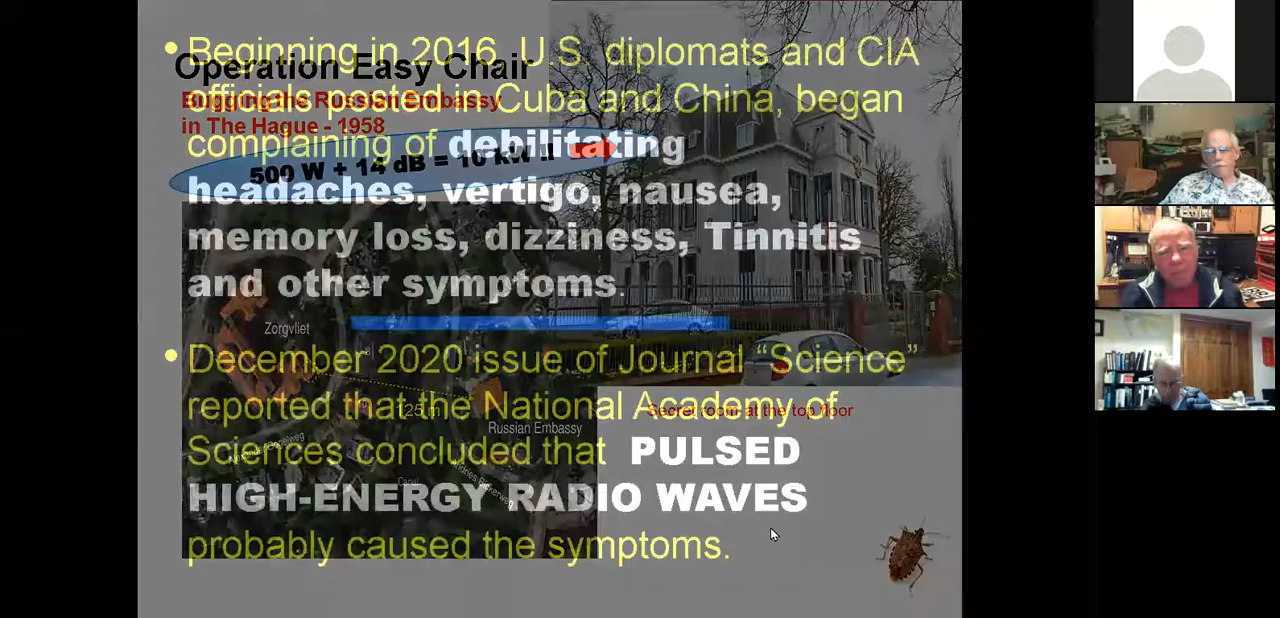 • Beginning in 2016, U.S. diplomats and CIA
officials posted in Cuba and China, began
complaining of debilitating
headaches, vertigo, nausea,
memory loss, dizziness, Tinnitis
and other symptoms.
• December 2020 issue of Journal “Science”
reported that the National Academy of
Sciences concluded that PULSED
HIGH-ENERGY RADIO WAVES
probably caused the symptoms.
Operation Easy Chair
Bugging the Russian Embassy
in The Hague - 1958
500 W + 14 dB = 10 kW !!
Zorgvliet
125 m
Russian Embassy
Canal
Secret room at the top floor